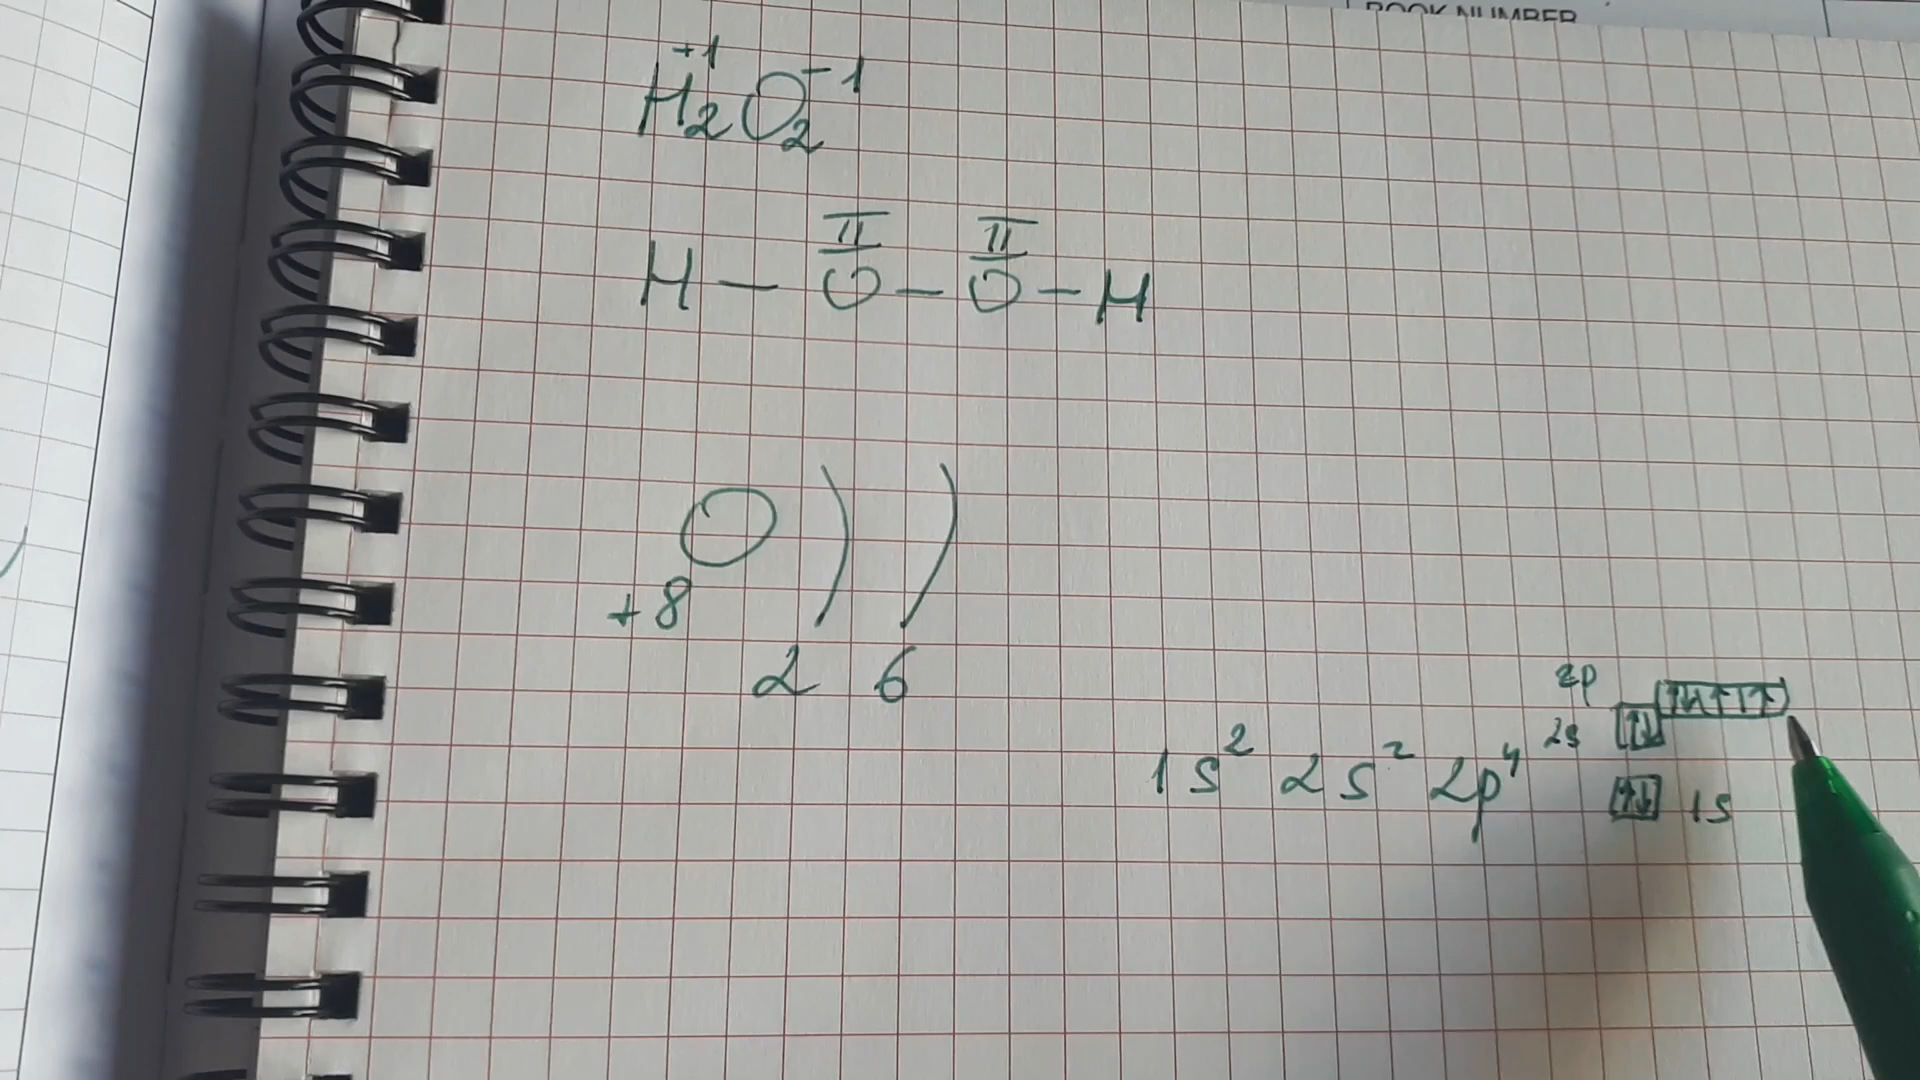 BOOK NUMBER
+1 -1
H₂O₂
II II
H — O — O — H
O ) )
+8
2 6
2p ↑↓ ↑ ↑
2s ↑↓
1s² 2s² 2p⁴
↑↓ 1s